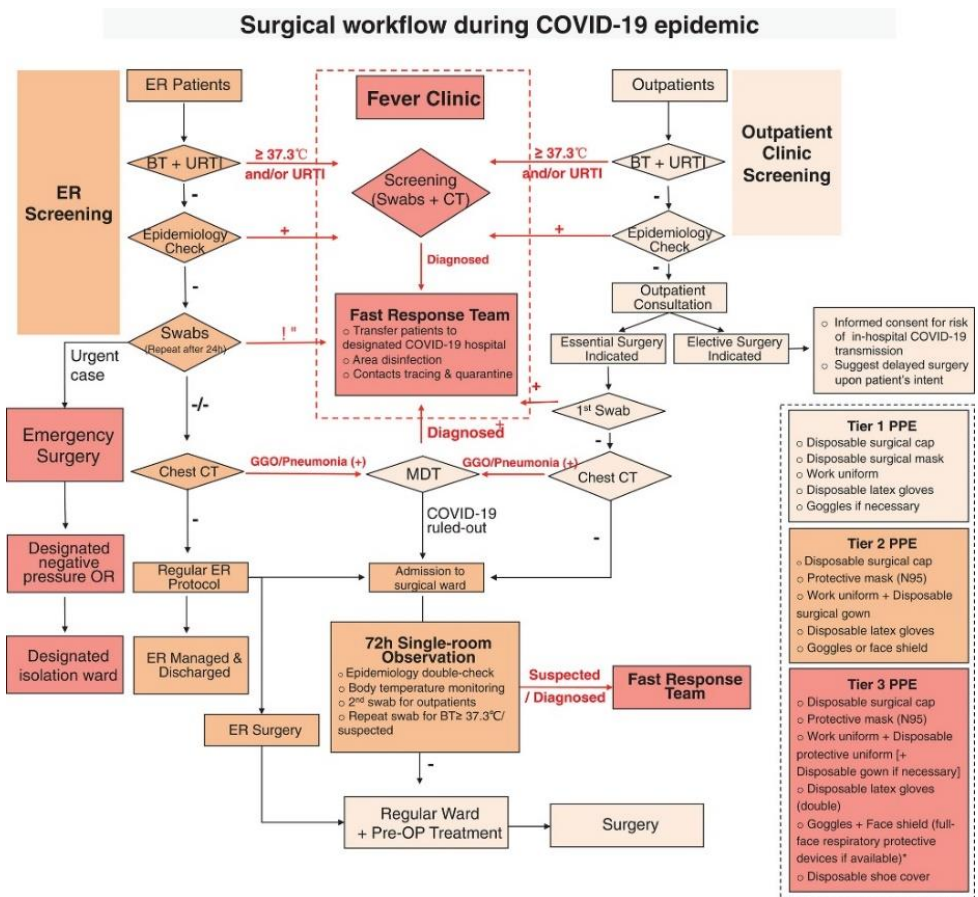 Surgical workflow during COVID-19 epidemic
ER
Screening
ER Patients
BT + URTI
-
Epidemiology
Check
-
Swabs
(Repeat after 24h)
Urgent
case
-/-
Emergency
Surgery
Chest CT
-
Designated
negative
pressure OR
Designated
isolation ward
Regular ER
Protocol
ER Managed &
Discharged
ER Surgery
≥ 37.3℃
and/or URTI
+
! "
Fever Clinic
Screening
(Swabs + CT)
Diagnosed
Fast Response Team
○ Transfer patients to
designated COVID-19 hospital
○ Area disinfection
○ Contacts tracing & quarantine
Diagnosed
+
GGO/Pneumonia (+)
MDT
GGO/Pneumonia (+)
COVID-19
ruled-out
Admission to
surgical ward
72h Single-room
Observation
○ Epidemiology double-check
○ Body temperature monitoring
○ 2nd swab for outpatients
○ Repeat swab for BT≥ 37.3℃/
suspected
Suspected
/ Diagnosed
Fast Response
Team
-
Regular Ward
+ Pre-OP Treatment
Surgery
≥ 37.3℃
and/or URTI
+
Outpatients
BT + URTI
-
Epidemiology
Check
-
Outpatient
Consultation
Essential Surgery
Indicated
Elective Surgery
Indicated
+
1st Swab
-
Chest CT
-
Outpatient
Clinic
Screening
○ Informed consent for risk
of in-hospital COVID-19
transmission
○ Suggest delayed surgery
upon patient's intent
Tier 1 PPE
○ Disposable surgical cap
○ Disposable surgical mask
○ Work uniform
○ Disposable latex gloves
○ Goggles if necessary
Tier 2 PPE
○ Disposable surgical cap
○ Protective mask (N95)
○ Work uniform + Disposable
surgical gown
○ Disposable latex gloves
○ Goggles or face shield
Tier 3 PPE
○ Disposable surgical cap
○ Protective mask (N95)
○ Work uniform + Disposable
protective uniform [+
Disposable gown if necessary]
○ Disposable latex gloves
(double)
○ Goggles + Face shield (full-
face respiratory protective
devices if available)*
○ Disposable shoe cover